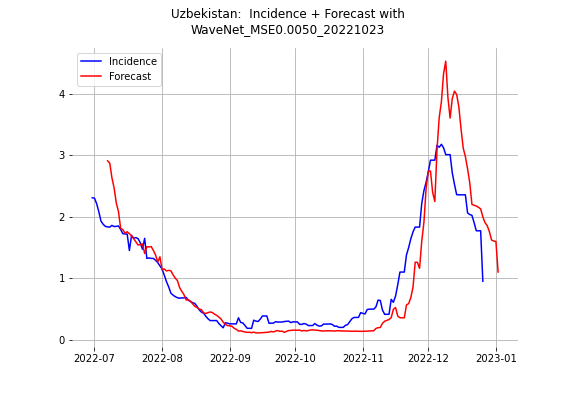 Uzbekistan:  Incidence + Forecast with
WaveNet_MSE0.0050_20221023
Incidence
Forecast
4
3
2
1
0
2022-07 2022-08 2022-09 2022-10 2022-11 2022-12 2023-01